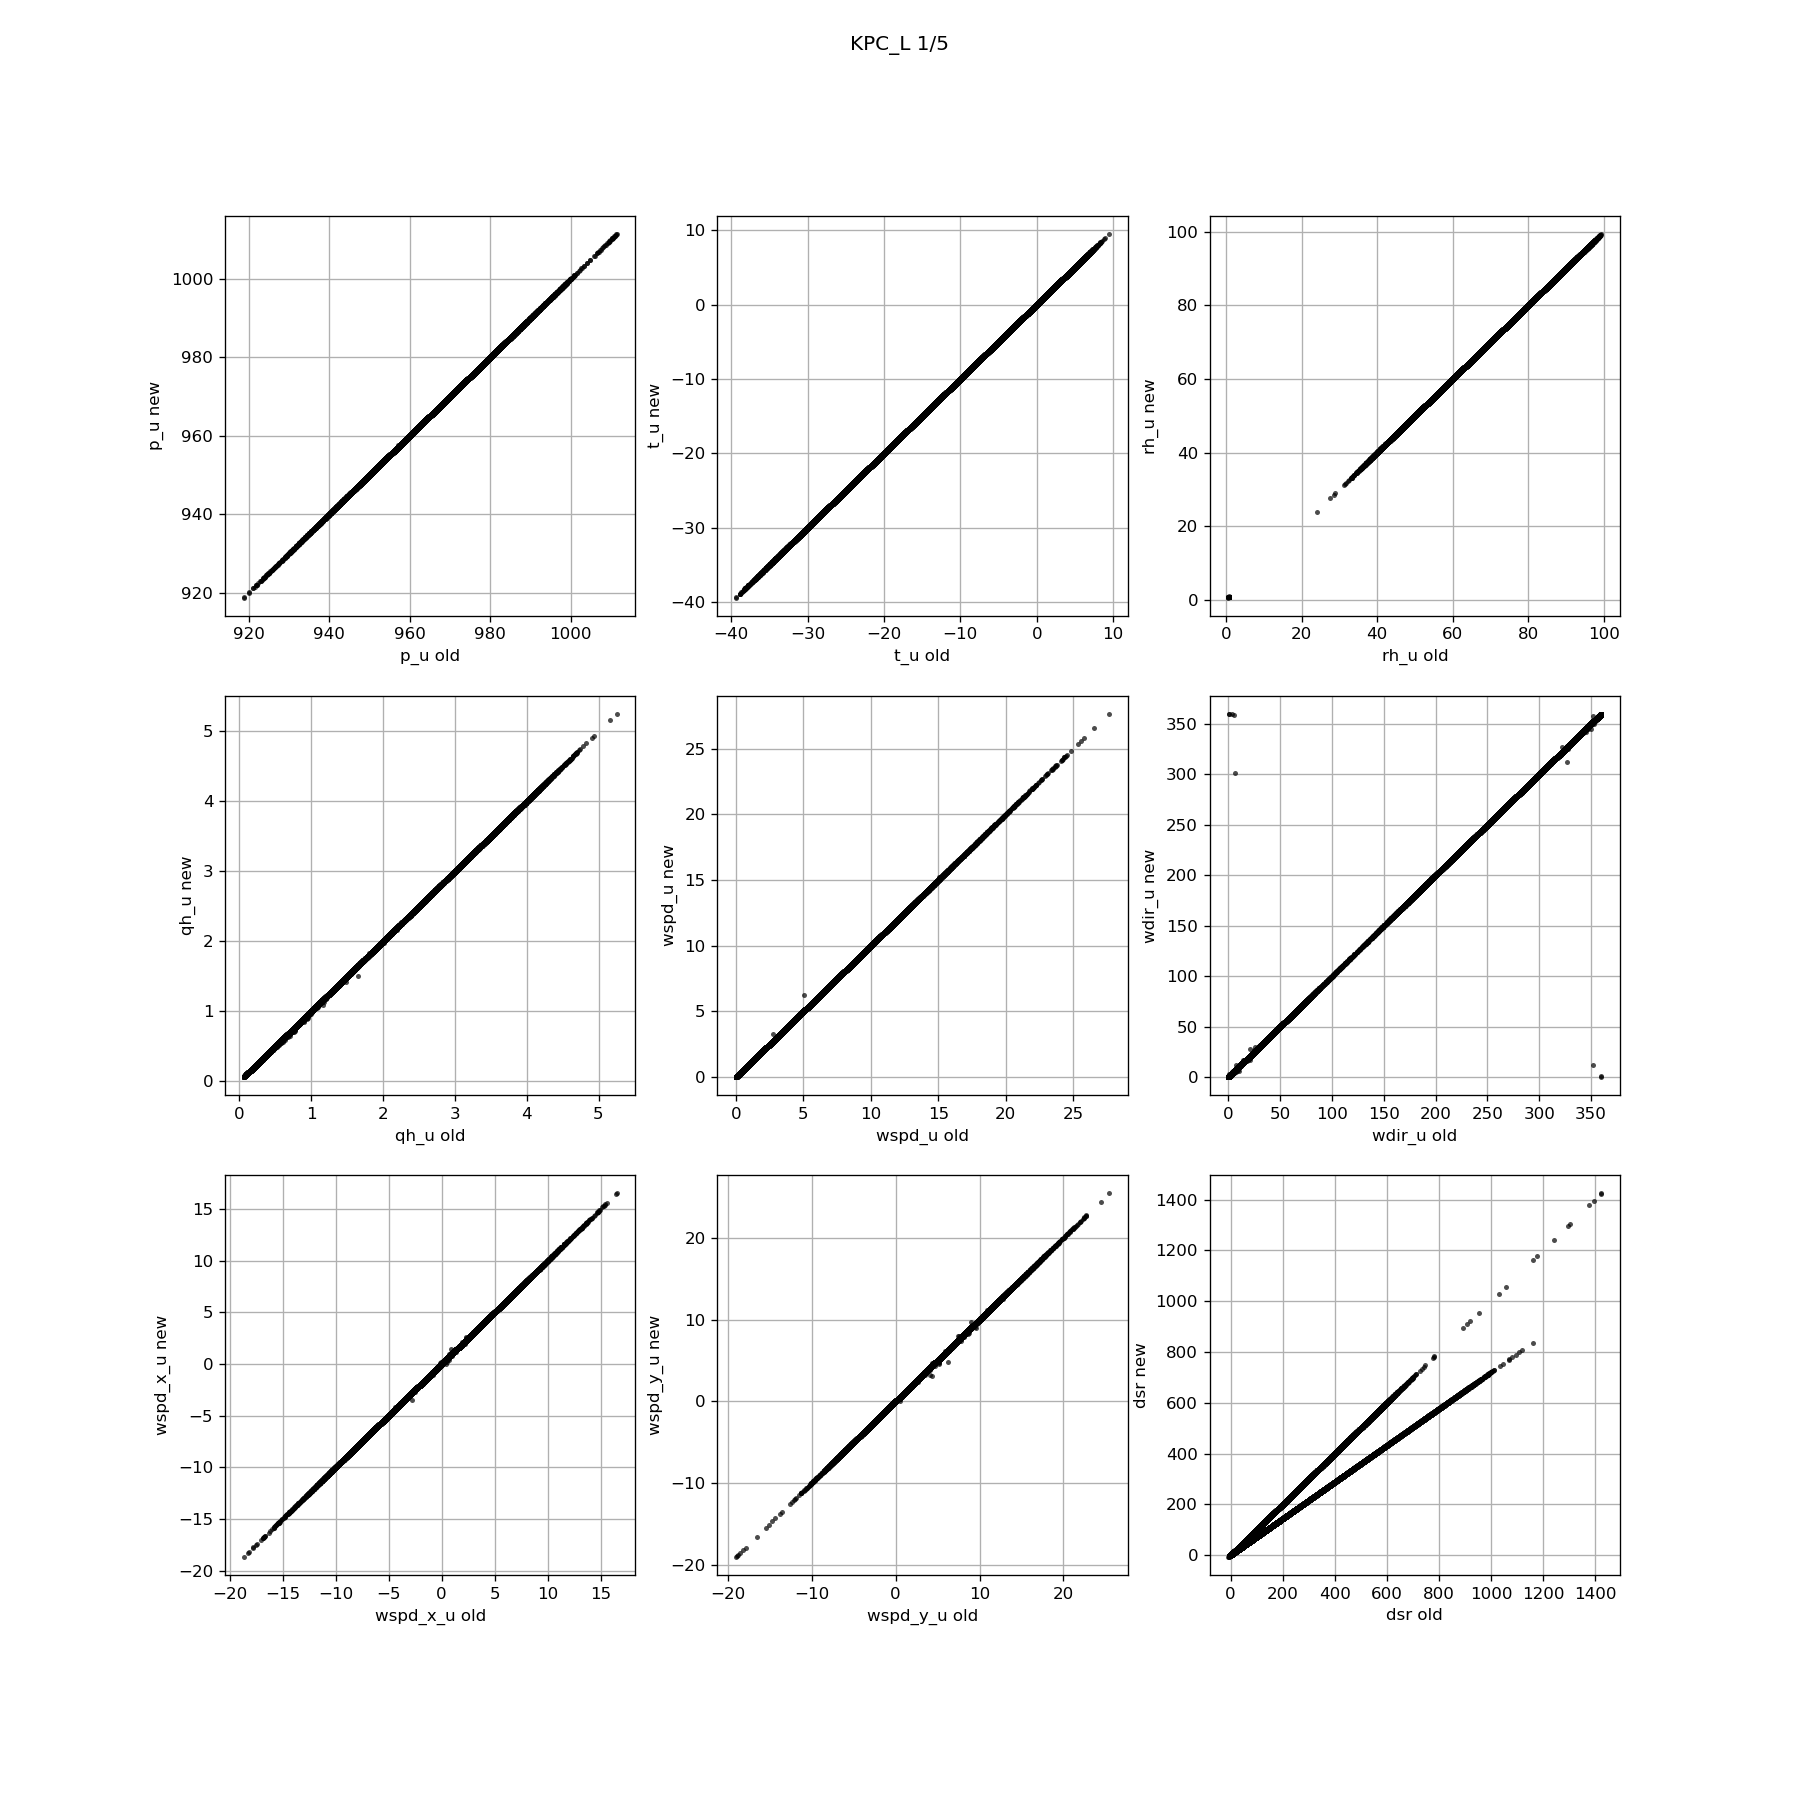 KPC_L 1/5
1000
980
960
940
920
p_u new
920 940 960 980 1000
p_u old
10
0
−10
−20
−30
−40
t_u new
−40 −30 −20 −10 0 10
t_u old
100
80
60
40
20
0
rh_u new
0 20 40 60 80 100
rh_u old
5
4
3
2
1
0
qh_u new
0 1 2 3 4 5
qh_u old
25
20
15
10
5
0
wspd_u new
0 5 10 15 20 25
wspd_u old
350
300
250
200
150
100
50
0
wdir_u new
0 50 100 150 200 250 300 350
wdir_u old
15
10
5
0
−5
−10
−15
−20
wspd_x_u new
−20 −15 −10 −5 0 5 10 15
wspd_x_u old
20
10
0
−10
−20
wspd_y_u new
−20 −10 0 10 20
wspd_y_u old
1400
1200
1000
800
600
400
200
0
dsr new
0 200 400 600 800 1000 1200 1400
dsr old